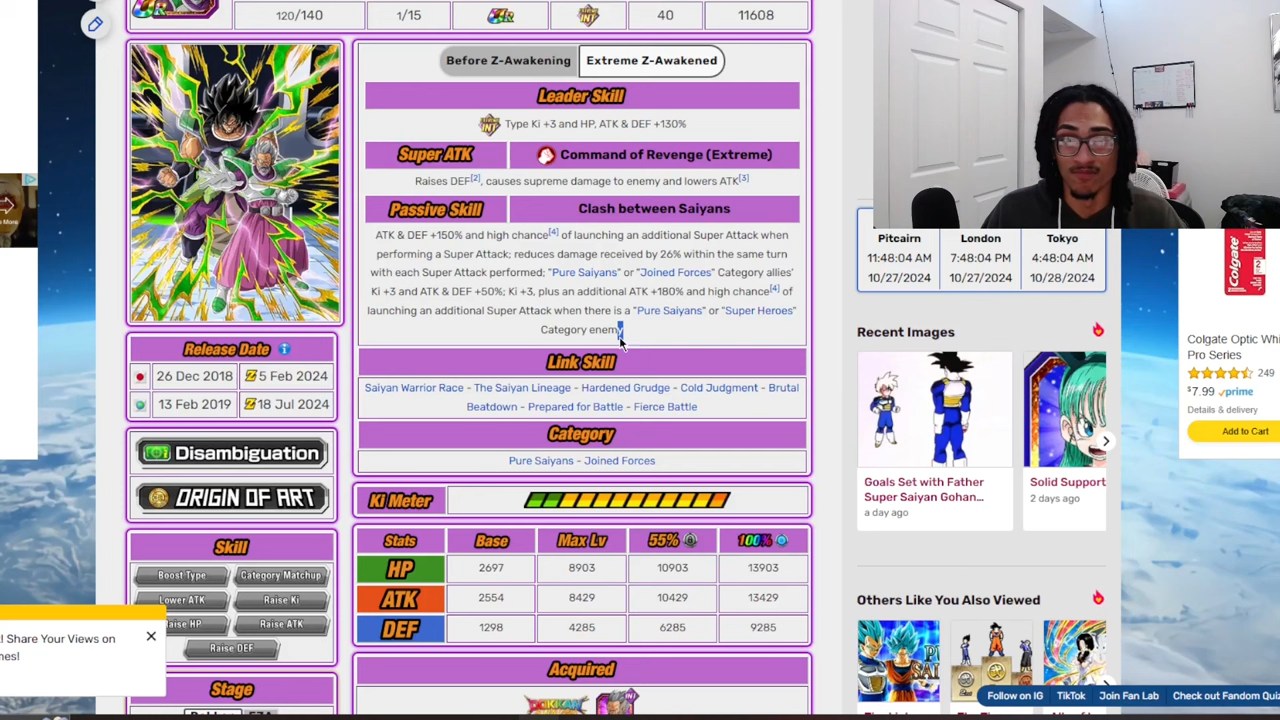 120/140 1/15 UR INT 40 11608
Before Z-Awakening Extreme Z-Awakened
Leader Skill
INT Type Ki +3 and HP, ATK & DEF +130%
Super ATK Command of Revenge (Extreme)
Raises DEF[2], causes supreme damage to enemy and lowers ATK[3]
Passive Skill Clash between Saiyans
ATK & DEF +150% and high chance[4] of launching an additional Super Attack when
performing a Super Attack; reduces damage received by 26% within the same turn
with each Super Attack performed; "Pure Saiyans" or "Joined Forces" Category allies'
Ki +3 and ATK & DEF +50%; Ki +3, plus an additional ATK +180% and high chance[4] of
launching an additional Super Attack when there is a "Pure Saiyans" or "Super Heroes"
Category enemy
Link Skill
Saiyan Warrior Race - The Saiyan Lineage - Hardened Grudge - Cold Judgment - Brutal
Beatdown - Prepared for Battle - Fierce Battle
Category
Pure Saiyans - Joined Forces
Ki Meter
Stats Base Max Lv 55% 100%
HP 2697 8903 10903 13903
ATK 2554 8429 10429 13429
DEF 1298 4285 6285 9285
Acquired
DOKKAN
INT
Release Date
26 Dec 2018 Z 5 Feb 2024
13 Feb 2019 Z 18 Jul 2024
Disambiguation
ORIGIN OF ART
Skill
Boost Type Category Matchup
Lower ATK Raise Ki
Raise HP Raise ATK
Raise DEF
Stage
! Share Your Views on
mes!
o More
Pitcairn London Tokyo
11:48:04 AM 7:48:04 PM 4:48:04 AM
10/27/2024 10/27/2024 10/28/2024
Recent Images
Goals Set with Father
Super Saiyan Gohan...
a day ago
Solid Support
2 days ago
Others Like You Also Viewed
Colgate
Colgate Optic Whi
Pro Series
249
$7.99 prime
Details & delivery
Add to Cart
Follow on IG TikTok Join Fan Lab Check out Fandom Quiz